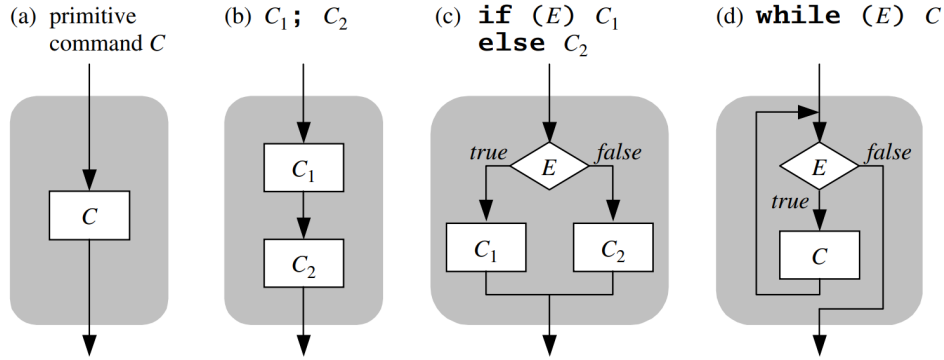 (a) primitive
command C
(b) C₁; C₂
(c) if (E) C₁
else C₂
(d) while (E) C
C
C₁
C₂
true
false
E
C₁
C₂
E
false
true
C